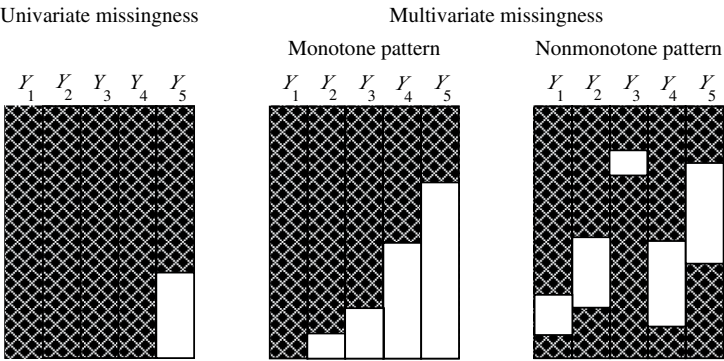 Univariate missingness
Multivariate missingness
Monotone pattern
Nonmonotone pattern
Y1 Y2 Y3 Y4 Y5
Y1 Y2 Y3 Y4 Y5
Y1 Y2 Y3 Y4 Y5